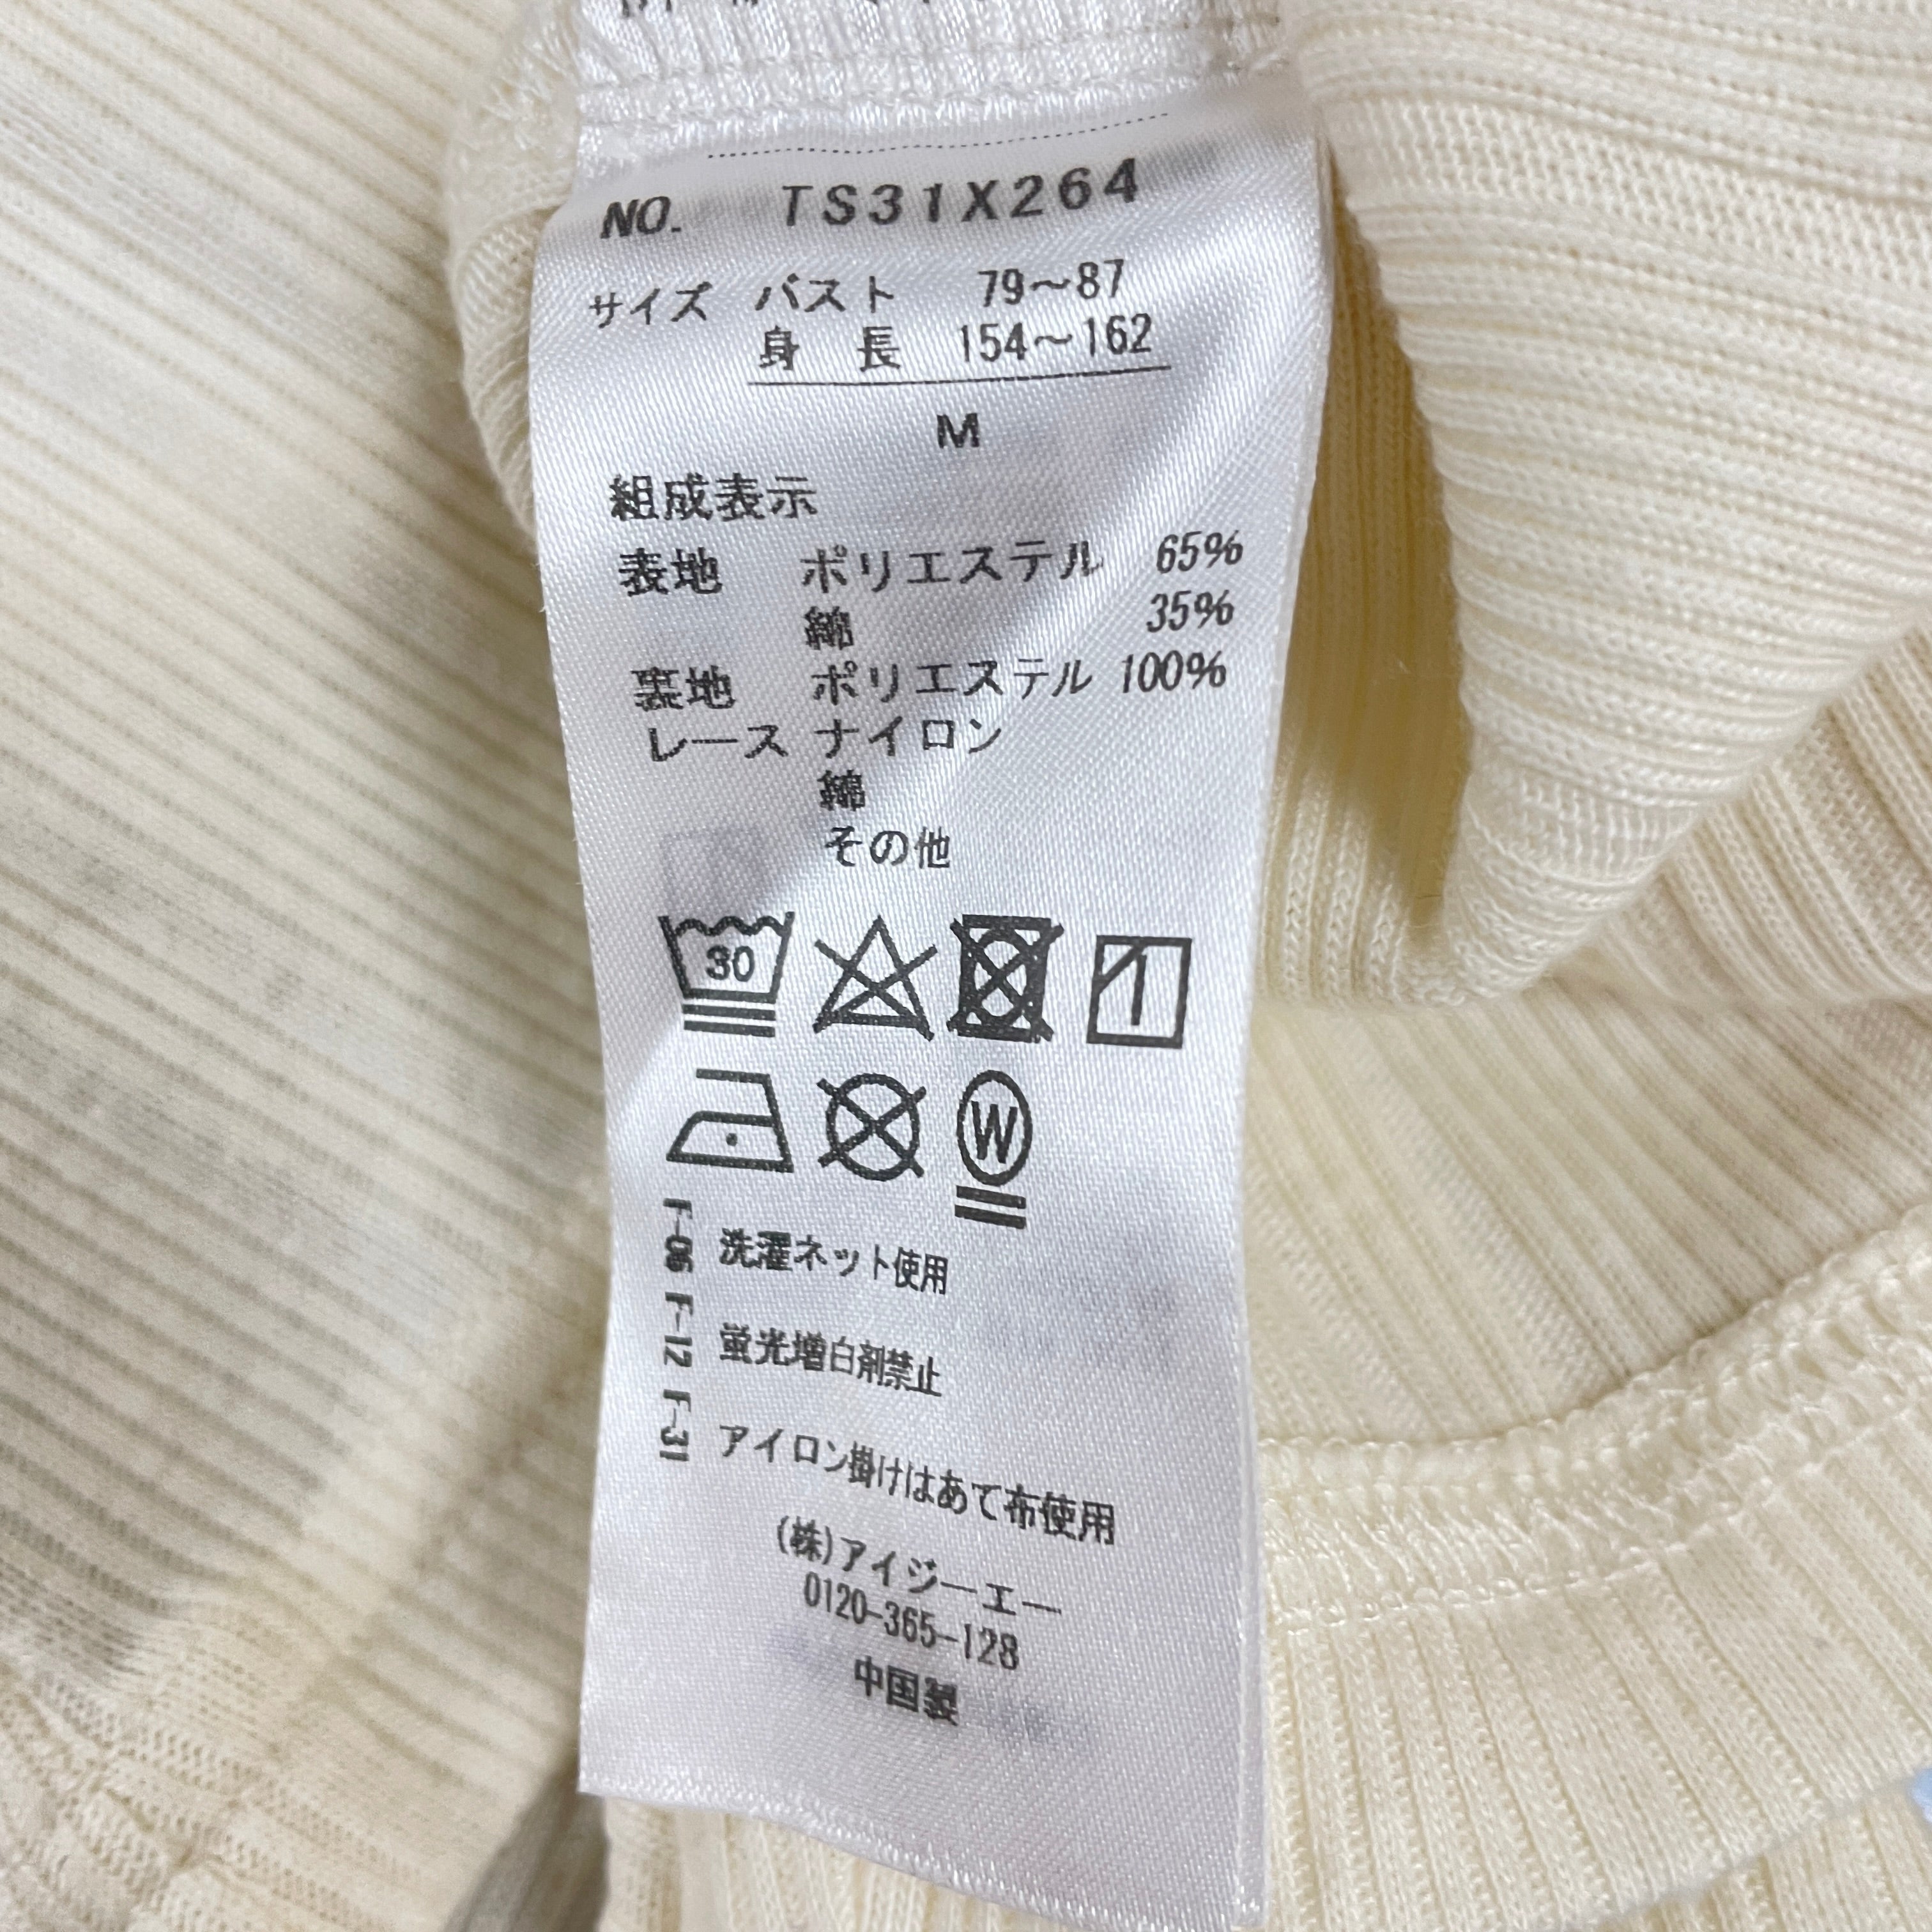 NO. TS31X264
サイズ バスト 79～87
身長 154～162
M
組成表示
表地 ポリエステル 65%
綿 35%
裏地 ポリエステル 100%
レース ナイロン
綿
その他
30
W
F-06 洗濯ネット使用
F-12 蛍光増白剤禁止
F-31 アイロン掛けはあて布使用
(株)アイジーエー
0120-365-128
中国製